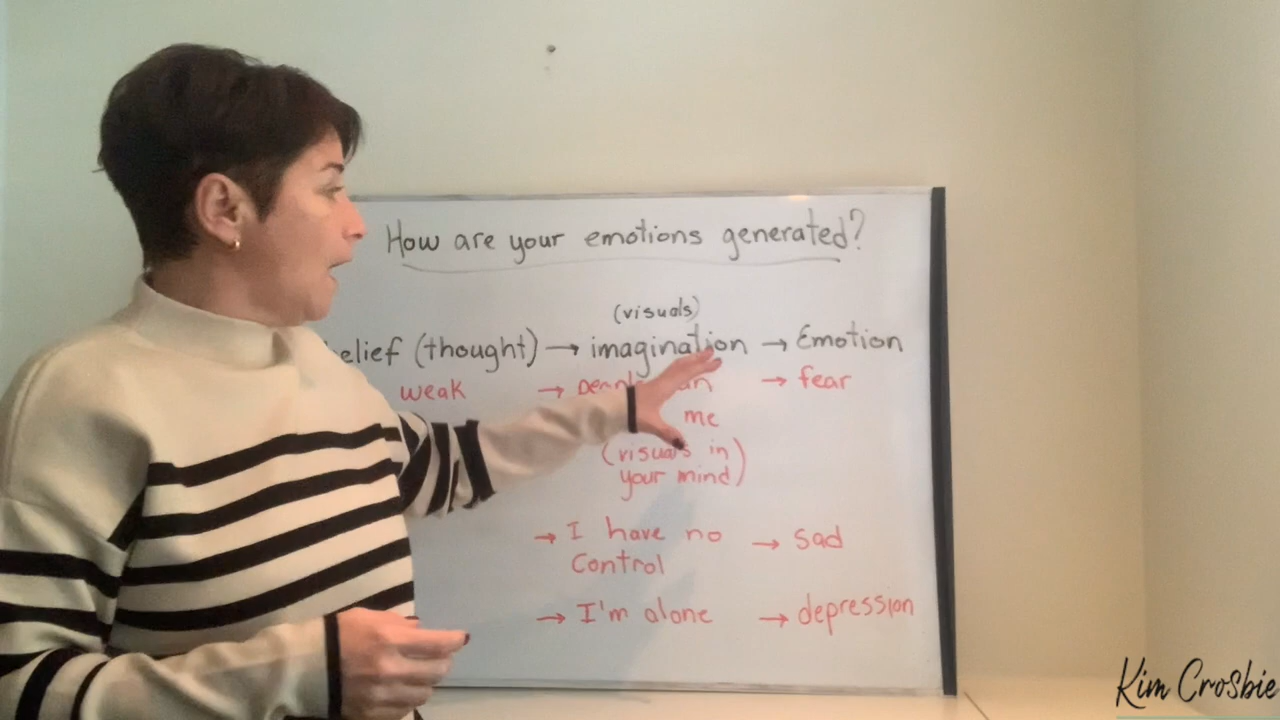 How are your emotions generated?
(visuals)
elief (thought) → imagination → Emotion
weak → → fear
me
(visuals in
your mind)
→ I have no → sad
Control
→ I'm alone → depression
Kim Crosbie